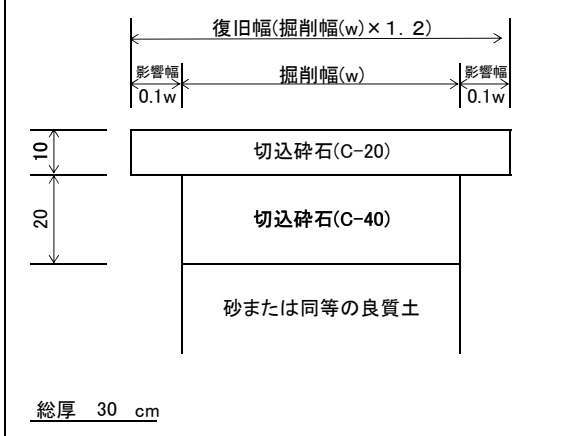 復旧幅(掘削幅(w)×1．2)
影響幅 掘削幅(w) 影響幅
0.1w 0.1w
10 切込砕石(C-20)
20 切込砕石(C-40)
砂または同等の良質土
総厚 30 cm